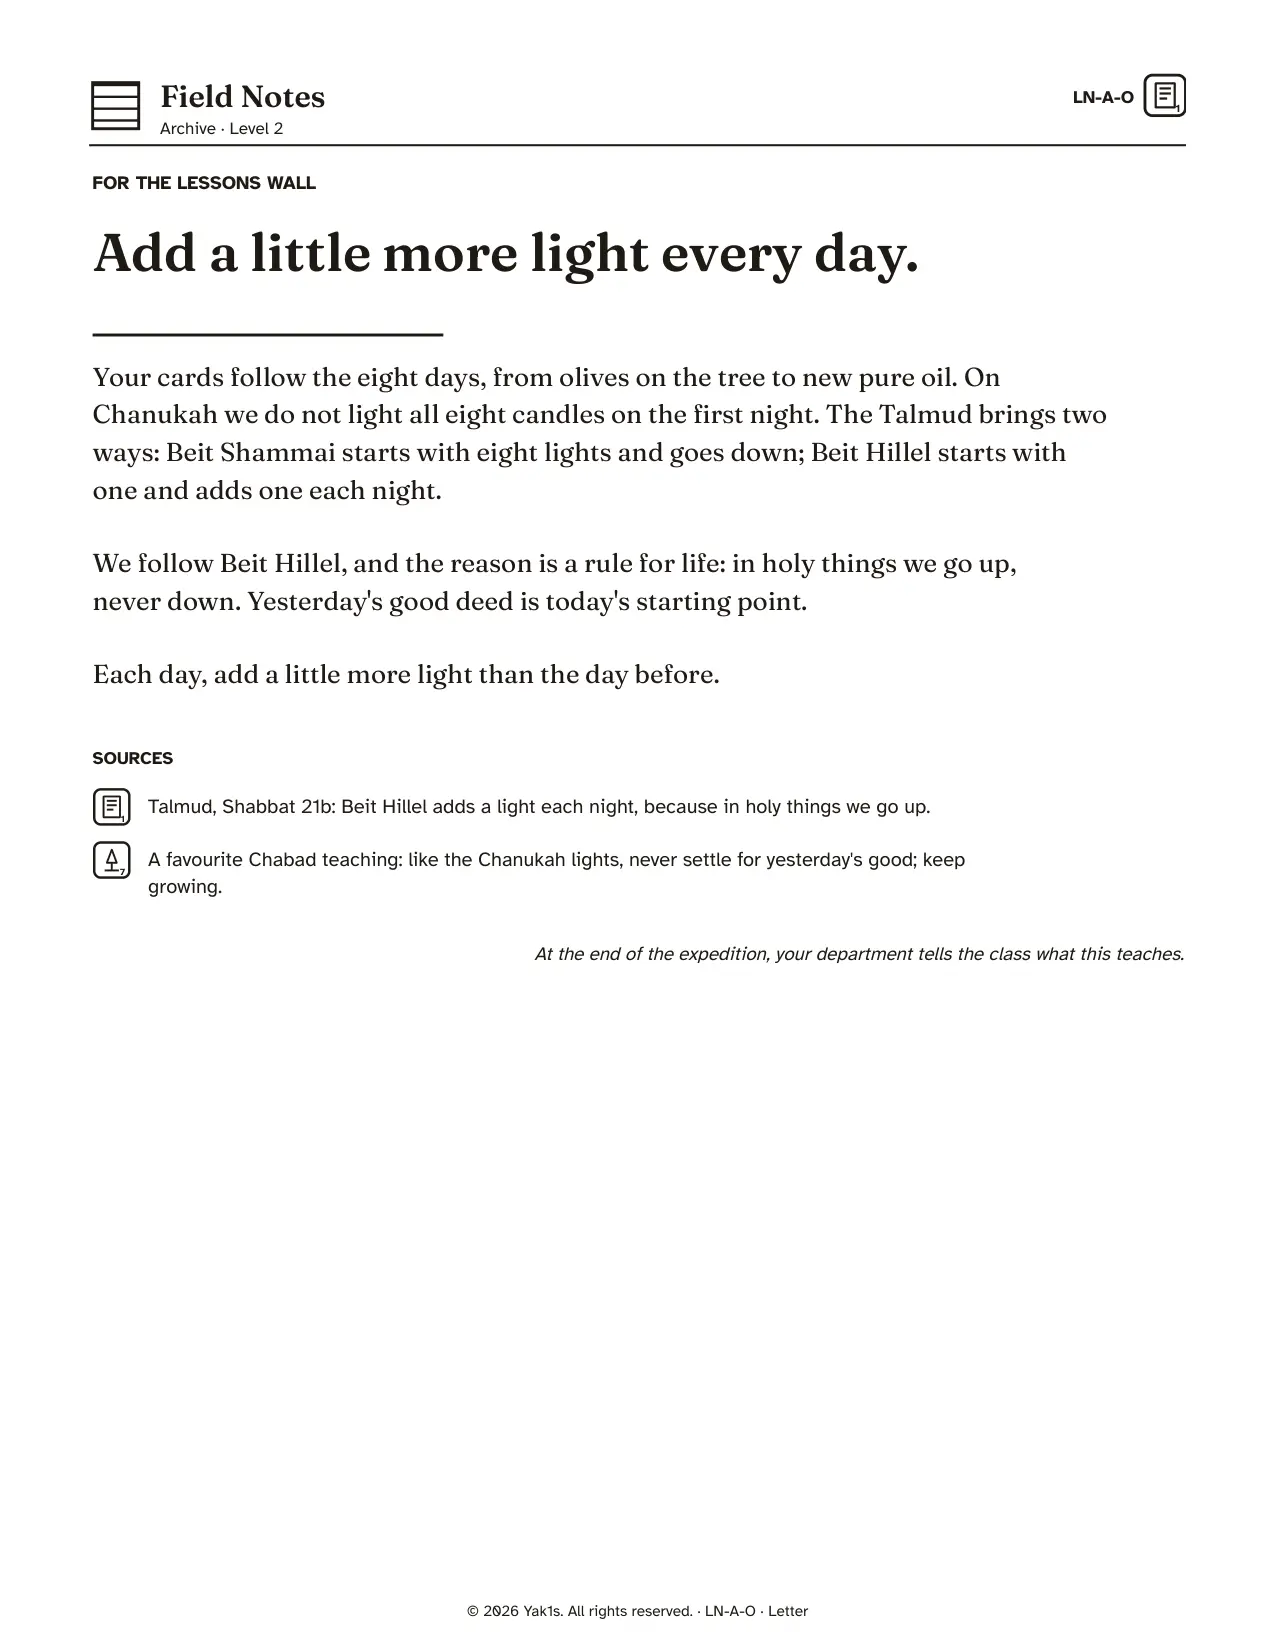 Field Notes
Archive · Level 2
LN-A-O
1
FOR THE LESSONS WALL
Add a little more light every day.
Your cards follow the eight days, from olives on the tree to new pure oil. On
Chanukah we do not light all eight candles on the first night. The Talmud brings two
ways: Beit Shammai starts with eight lights and goes down; Beit Hillel starts with
one and adds one each night.
We follow Beit Hillel, and the reason is a rule for life: in holy things we go up,
never down. Yesterday's good deed is today's starting point.
Each day, add a little more light than the day before.
SOURCES
1
Talmud, Shabbat 21b: Beit Hillel adds a light each night, because in holy things we go up.
7
A favourite Chabad teaching: like the Chanukah lights, never settle for yesterday's good; keep
growing.
At the end of the expedition, your department tells the class what this teaches.
© 2026 Yak1s. All rights reserved. · LN-A-O · Letter